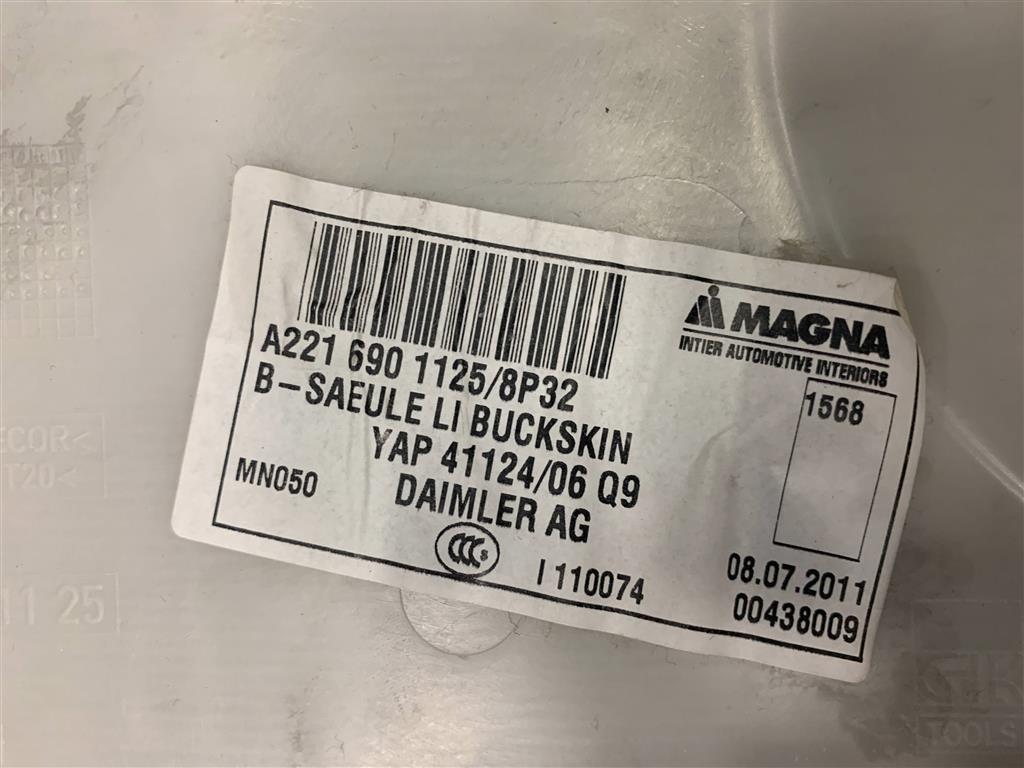 MAGNA
INTIER AUTOMOTIVE INTERIORS
A221 690 1125/8P32
B-SAEULE LI BUCKSKIN
YAP 41124/06 Q9
DAIMLER AG
MN050
1568
CCC S
I 110074
08.07.2011
00438009
ECOR<
T20<
11 25
TOOLS